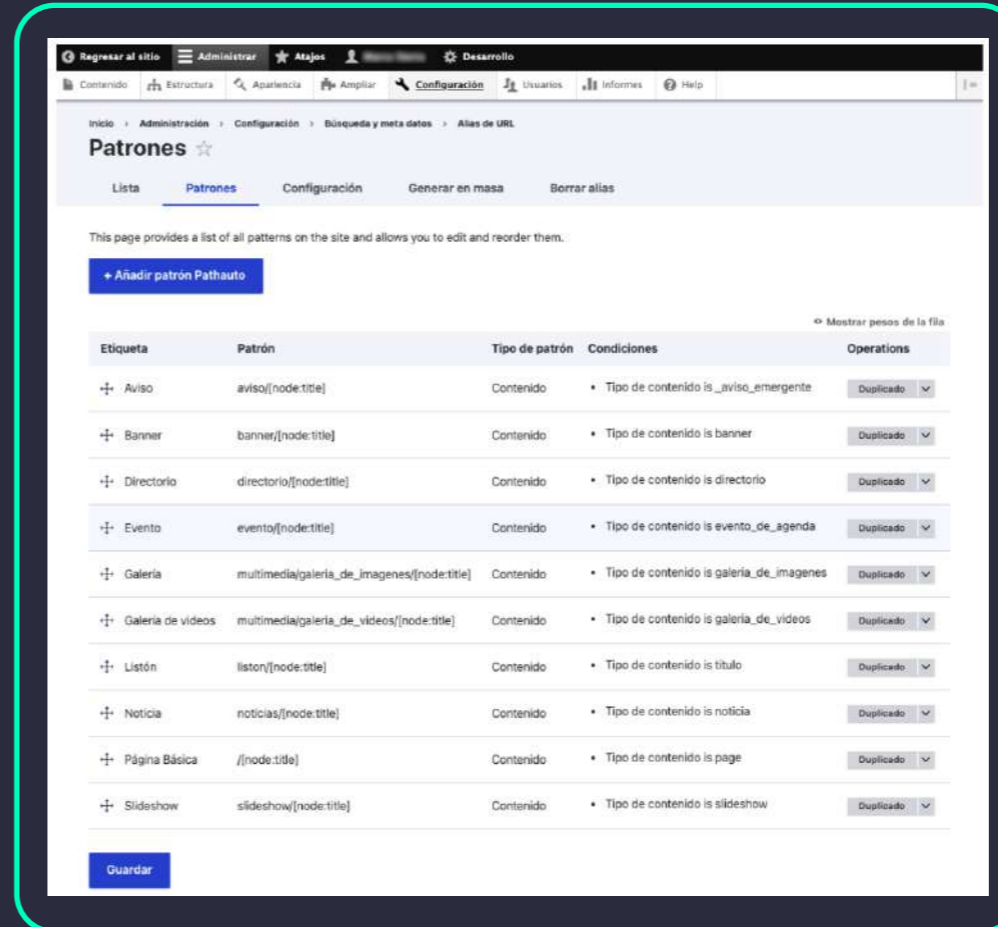 Regresar al sitio Administrar Atajos Desarrollo
Contenido Estructura Apariencia Ampliar Configuración Usuarios Informes Help
Inicio › Administración › Configuración › Búsqueda y meta datos › Alias de URL
Patrones
Lista Patrones Configuración Generar en masa Borrar alias
This page provides a list of all patterns on the site and allows you to edit and reorder them.
+ Añadir patrón Pathauto
Mostrar pesos de la fila
Etiqueta Patrón Tipo de patrón Condiciones Operations
Aviso aviso/[node:title] Contenido • Tipo de contenido is _aviso_emergente Duplicado
Banner banner/[node:title] Contenido • Tipo de contenido is banner Duplicado
Directorio directorio/[node:title] Contenido • Tipo de contenido is directorio Duplicado
Evento evento/[node:title] Contenido • Tipo de contenido is evento_de_agenda Duplicado
Galería multimedia/galeria_de_imagenes/[node:title] Contenido • Tipo de contenido is galeria_de_imagenes Duplicado
Galería de videos multimedia/galeria_de_videos/[node:title] Contenido • Tipo de contenido is galeria_de_videos Duplicado
Listón liston/[node:title] Contenido • Tipo de contenido is titulo Duplicado
Noticia noticias/[node:title] Contenido • Tipo de contenido is noticia Duplicado
Página Básica /[node:title] Contenido • Tipo de contenido is page Duplicado
Slideshow slideshow/[node:title] Contenido • Tipo de contenido is slideshow Duplicado
Guardar